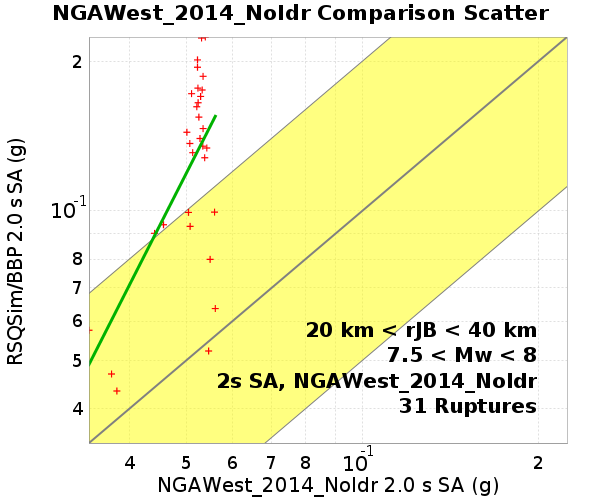 NGAWest_2014_NoIdr Comparison Scatter
RSQSim/BBP 2.0 s SA (g)
2
10-1
8
7
6
5
4
20 km < rJB < 40 km
7.5 < Mw < 8
2s SA, NGAWest_2014_NoIdr
31 Ruptures
4 5 6 7 8 10-1 2
NGAWest_2014_NoIdr 2.0 s SA (g)